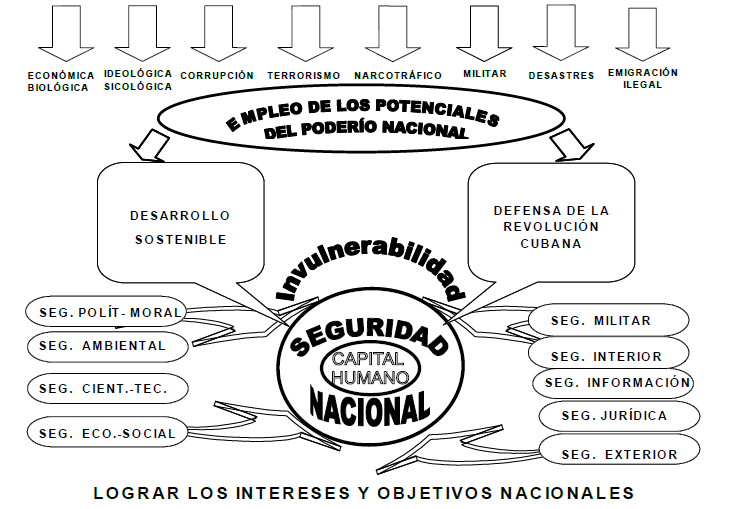 ECONÓMICA
BIOLÓGICA
IDEOLÓGICA
SICOLÓGICA
CORRUPCIÓN
TERRORISMO
NARCOTRÁFICO
MILITAR
DESASTRES
EMIGRACIÓN
ILEGAL
EMPLEO DE LOS POTENCIALES
DEL PODERÍO NACIONAL
DESARROLLO
SOSTENIBLE
DEFENSA DE LA
REVOLUCIÓN
CUBANA
Invulnerabilidad
SEGURIDAD
CAPITAL
HUMANO
NACIONAL
SEG. POLÍT- MORAL
SEG. AMBIENTAL
SEG. CIENT.-TEC.
SEG. ECO.-SOCIAL
SEG. MILITAR
SEG. INTERIOR
SEG. INFORMACIÓN
SEG. JURÍDICA
SEG. EXTERIOR
LOGRAR LOS INTERESES Y OBJETIVOS NACIONALES